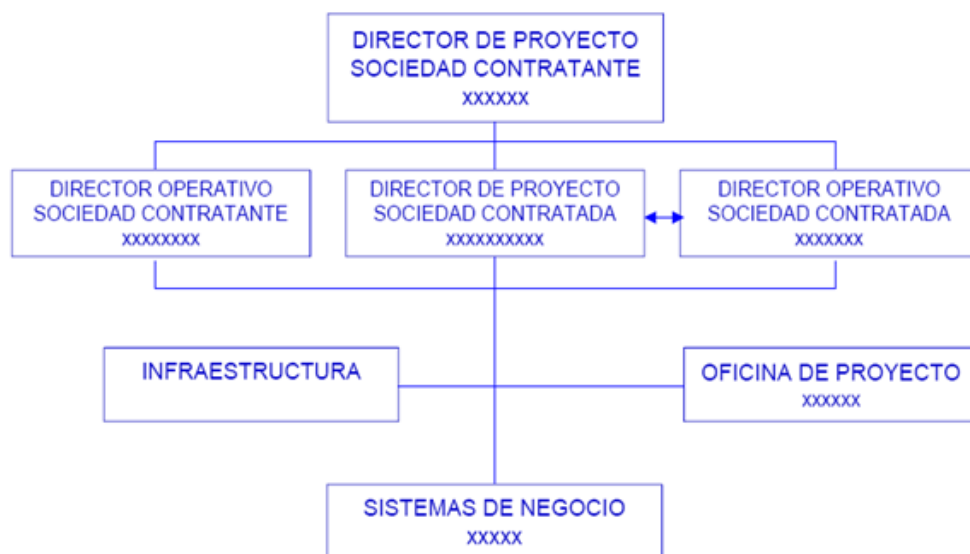 DIRECTOR DE PROYECTO
SOCIEDAD CONTRATANTE
xxxxxx
DIRECTOR OPERATIVO
SOCIEDAD CONTRATANTE
xxxxxxxx
DIRECTOR DE PROYECTO
SOCIEDAD CONTRATADA
xxxxxxxxxx
DIRECTOR OPERATIVO
SOCIEDAD CONTRATADA
xxxxxxx
INFRAESTRUCTURA
OFICINA DE PROYECTO
xxxxxx
SISTEMAS DE NEGOCIO
xxxxx